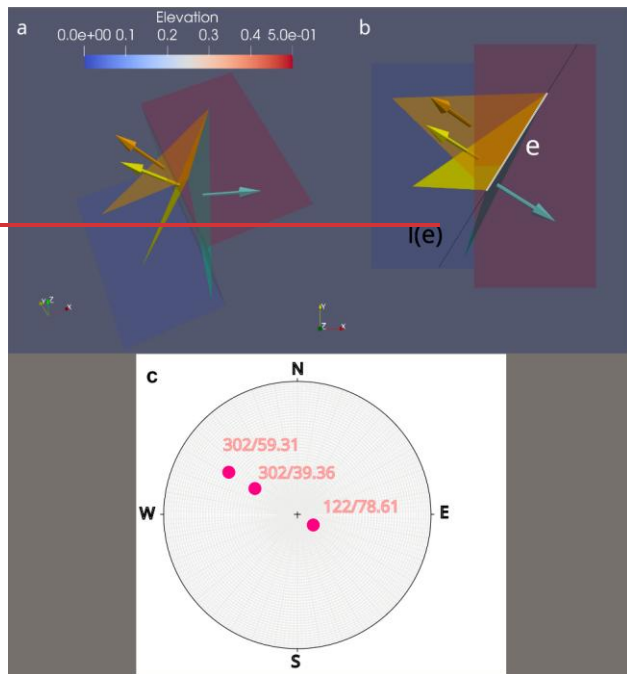 a
Elevation
0.0e+00 0.1 0.2 0.3 0.4 5.0e-01
b
e
l(e)
Y
Z
X
Y
Z
X
c
N
302/59.31
302/39.36
122/78.61
W
E
S